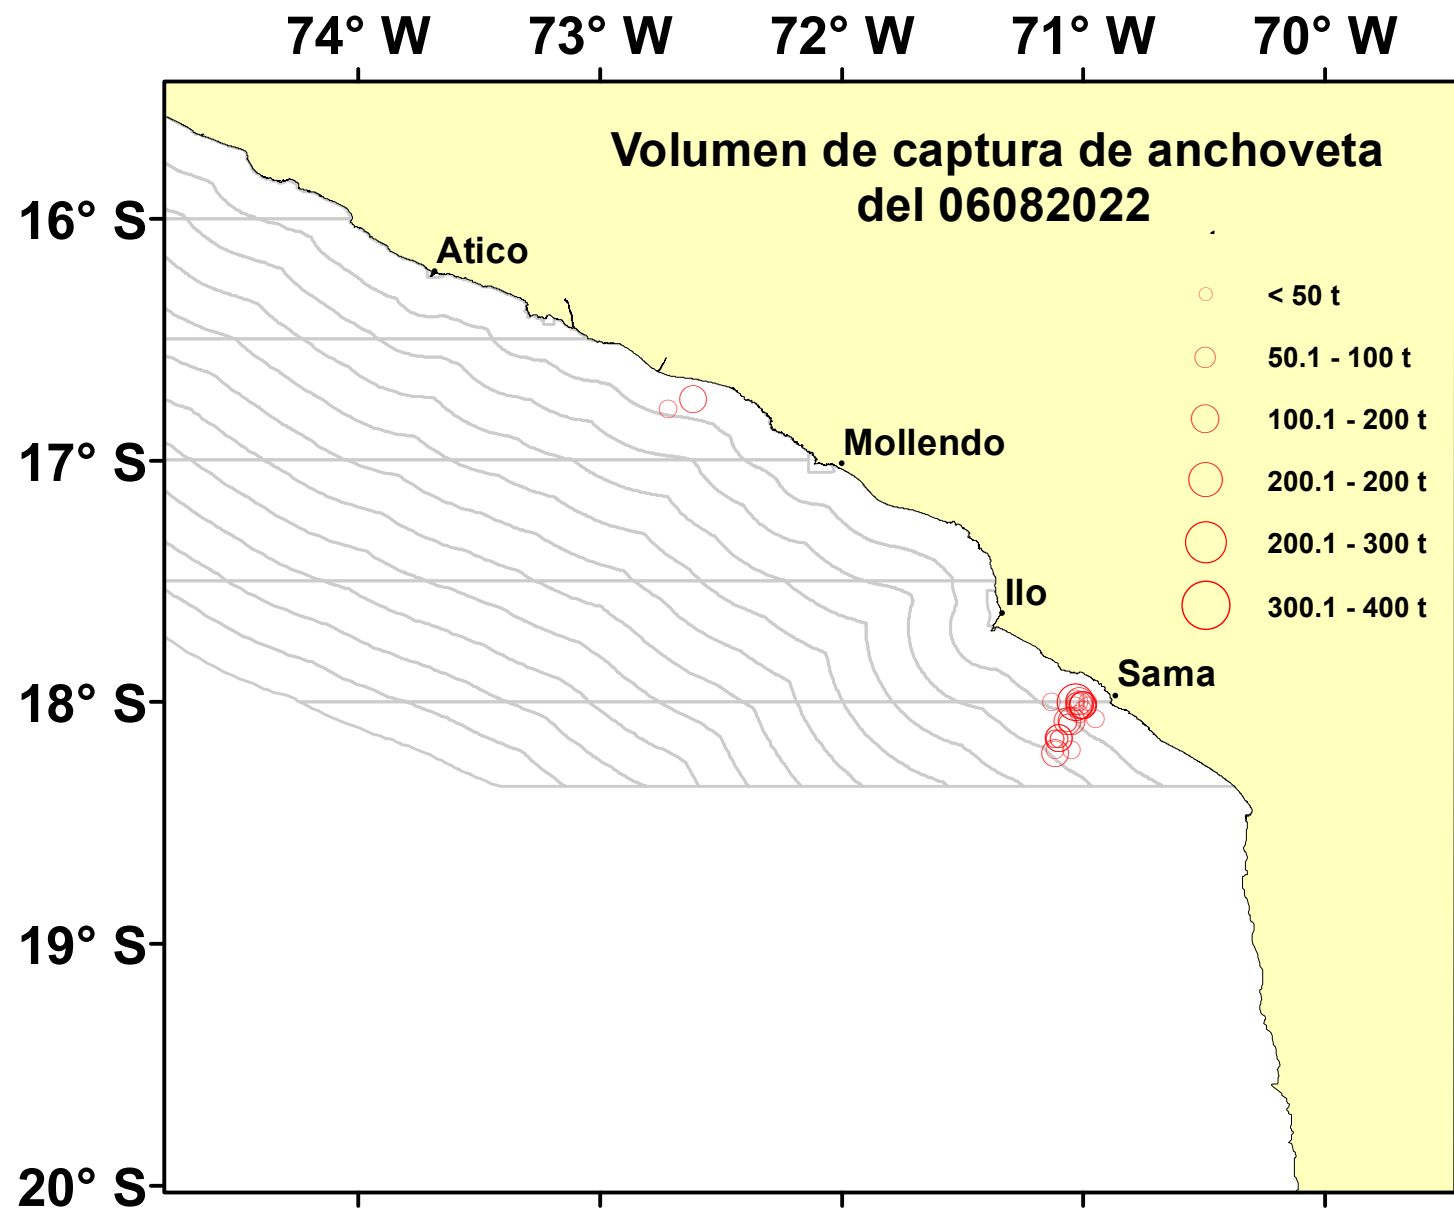 74° W 73° W 72° W 71° W 70° W
Volumen de captura de anchoveta
del 06082022
16° S
Atico
< 50 t
50.1 - 100 t
100.1 - 200 t
17° S
Mollendo
200.1 - 200 t
200.1 - 300 t
Ilo
300.1 - 400 t
Sama
18° S
19° S
20° S